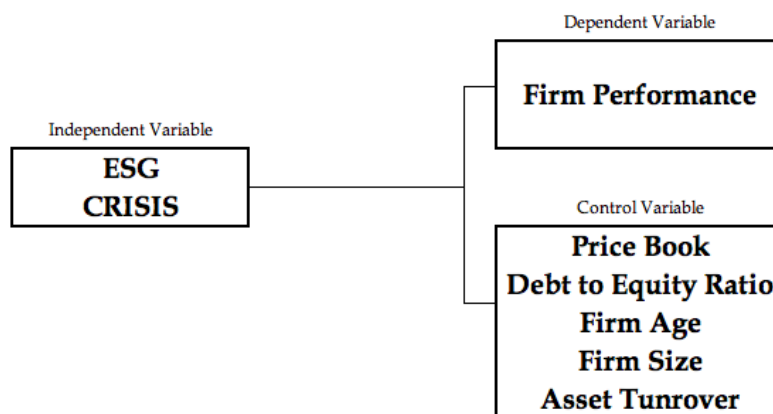 Dependent Variable
Firm Performance
Independent Variable
ESG
CRISIS
Control Variable
Price Book
Debt to Equity Ratio
Firm Age
Firm Size
Asset Tunrover